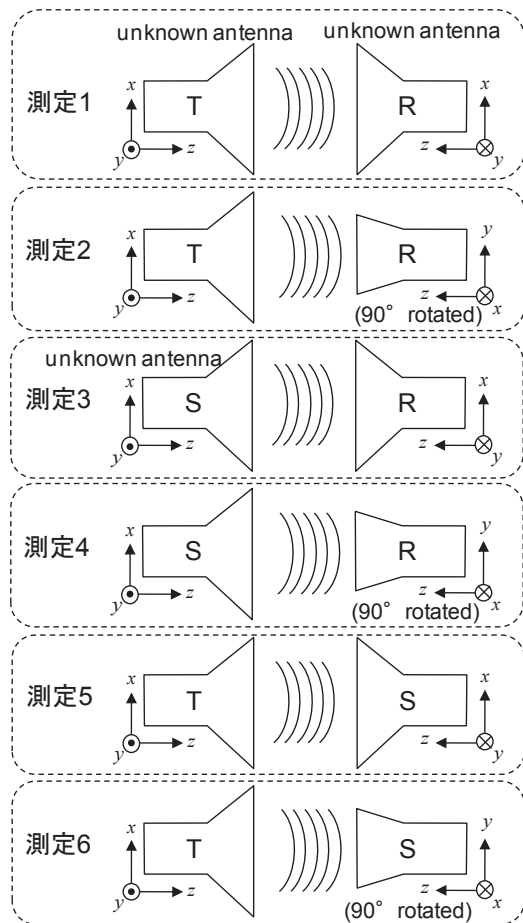 unknown antenna unknown antenna
測定1
x
T
y
z
R
x
z
y
測定2
x
T
y
z
R
y
z
x
(90° rotated)
unknown antenna
測定3
x
S
y
z
R
x
z
y
測定4
x
S
y
z
R
y
z
x
(90° rotated)
測定5
x
T
y
z
S
x
z
y
測定6
x
T
y
z
S
y
z
x
(90° rotated)